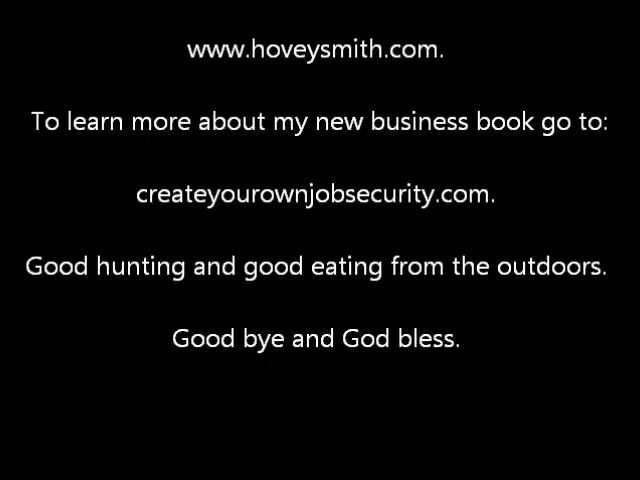 www.hoveysmith.com.
To learn more about my new business book go to:
createyourownjobsecurity.com.
Good hunting and good eating from the outdoors.
Good bye and God bless.